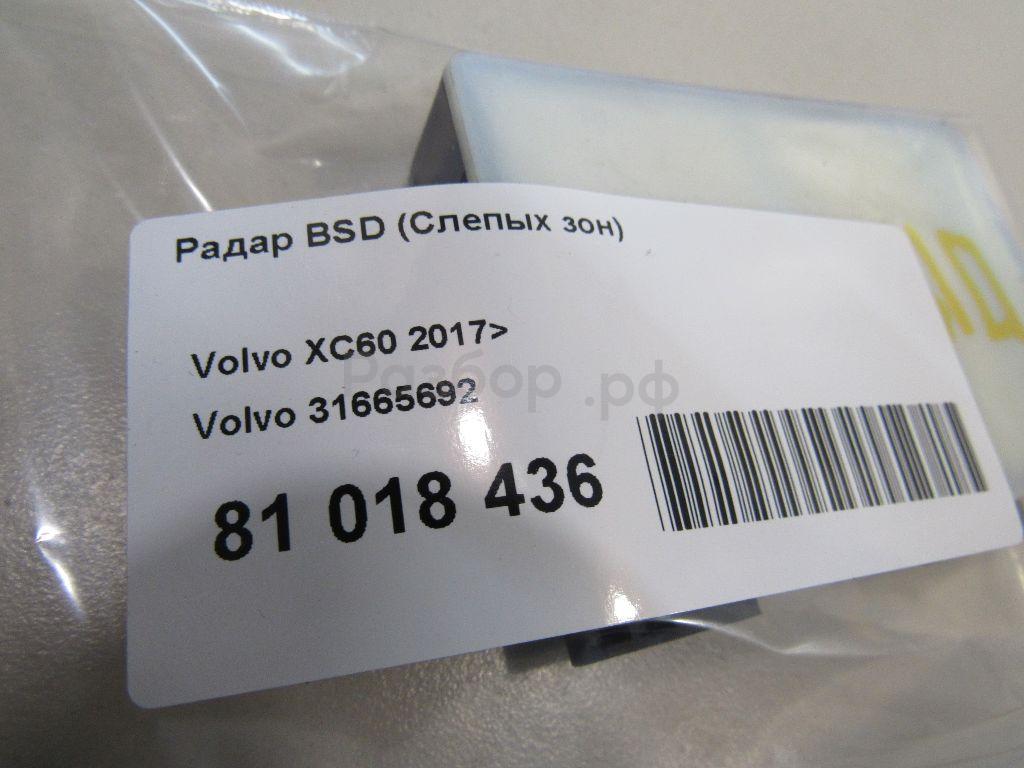 Радар BSD (Слепых зон)
Volvo XC60 2017>
Разбор.рф
Volvo 31665692
81 018 436